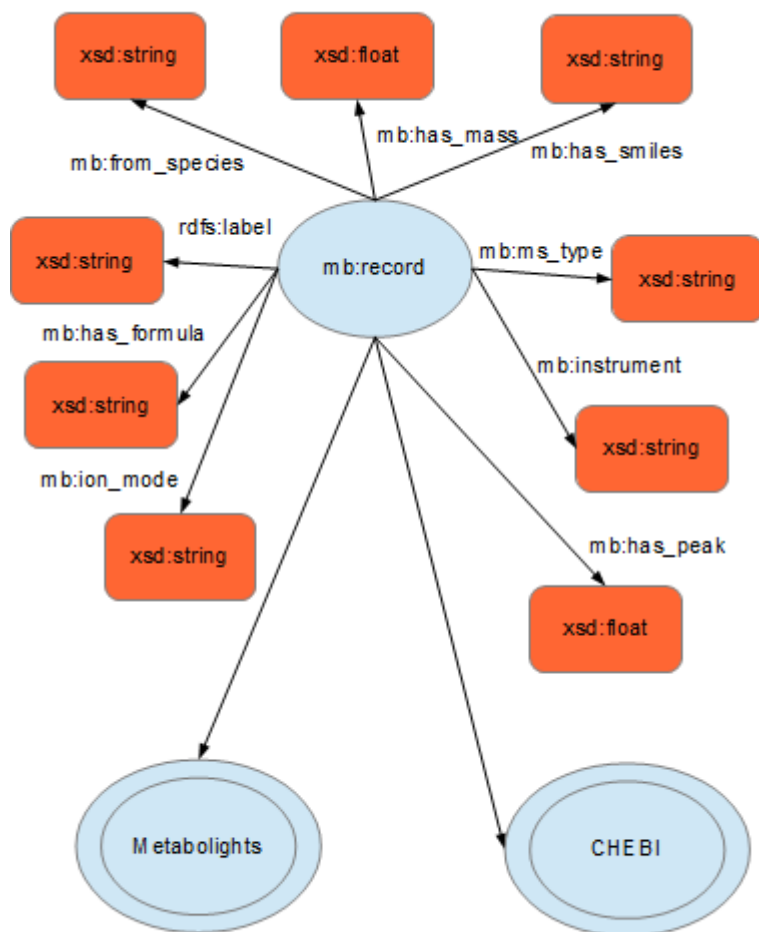 xsd:string
xsd:float
xsd:string
mb:has_mass
mb:from_species
mb:has_smiles
rdfs:label
mb:record
mb:ms_type
xsd:string
xsd:string
mb:has_formula
mb:instrument
xsd:string
xsd:string
mb:ion_mode
xsd:string
mb:has_peak
xsd:float
Metabolights
CHEBI